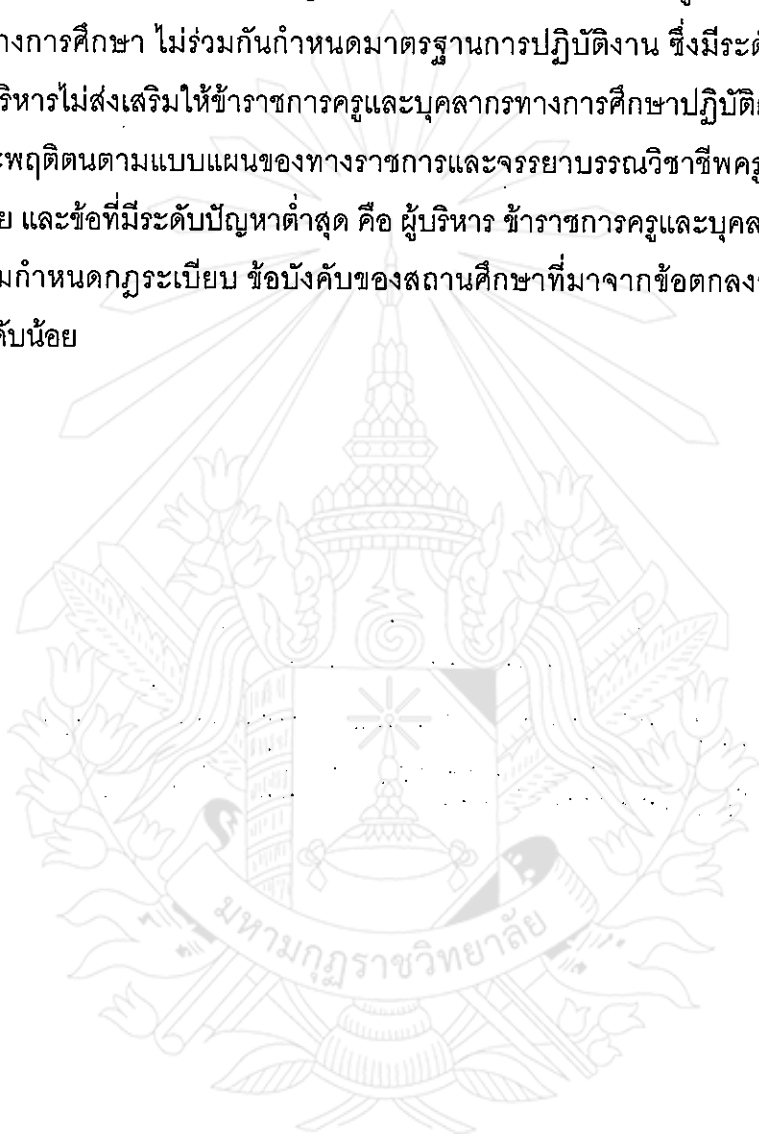 างการศึกษา ไม่ร่วมกันกำหนดมาตรฐานการปฏิบัติงาน ซึ่งมีระดั
ริหารไม่ส่งเสริมให้ข้าราชการครูและบุคลากรทางการศึกษาปฏิบัติ
ะพฤติตนตามแบบแผนของทางราชการและจรรยาบรรณวิชาชีพครู
ย และข้อที่มีระดับปัญหาต่ำสุด คือ ผู้บริหาร ข้าราชการครูและบุคล
มกำหนดกฎระเบียบ ข้อบังคับของสถานศึกษาที่มาจากข้อตกลง
ับน้อย
มหามกุฏราชวิทยาลัย